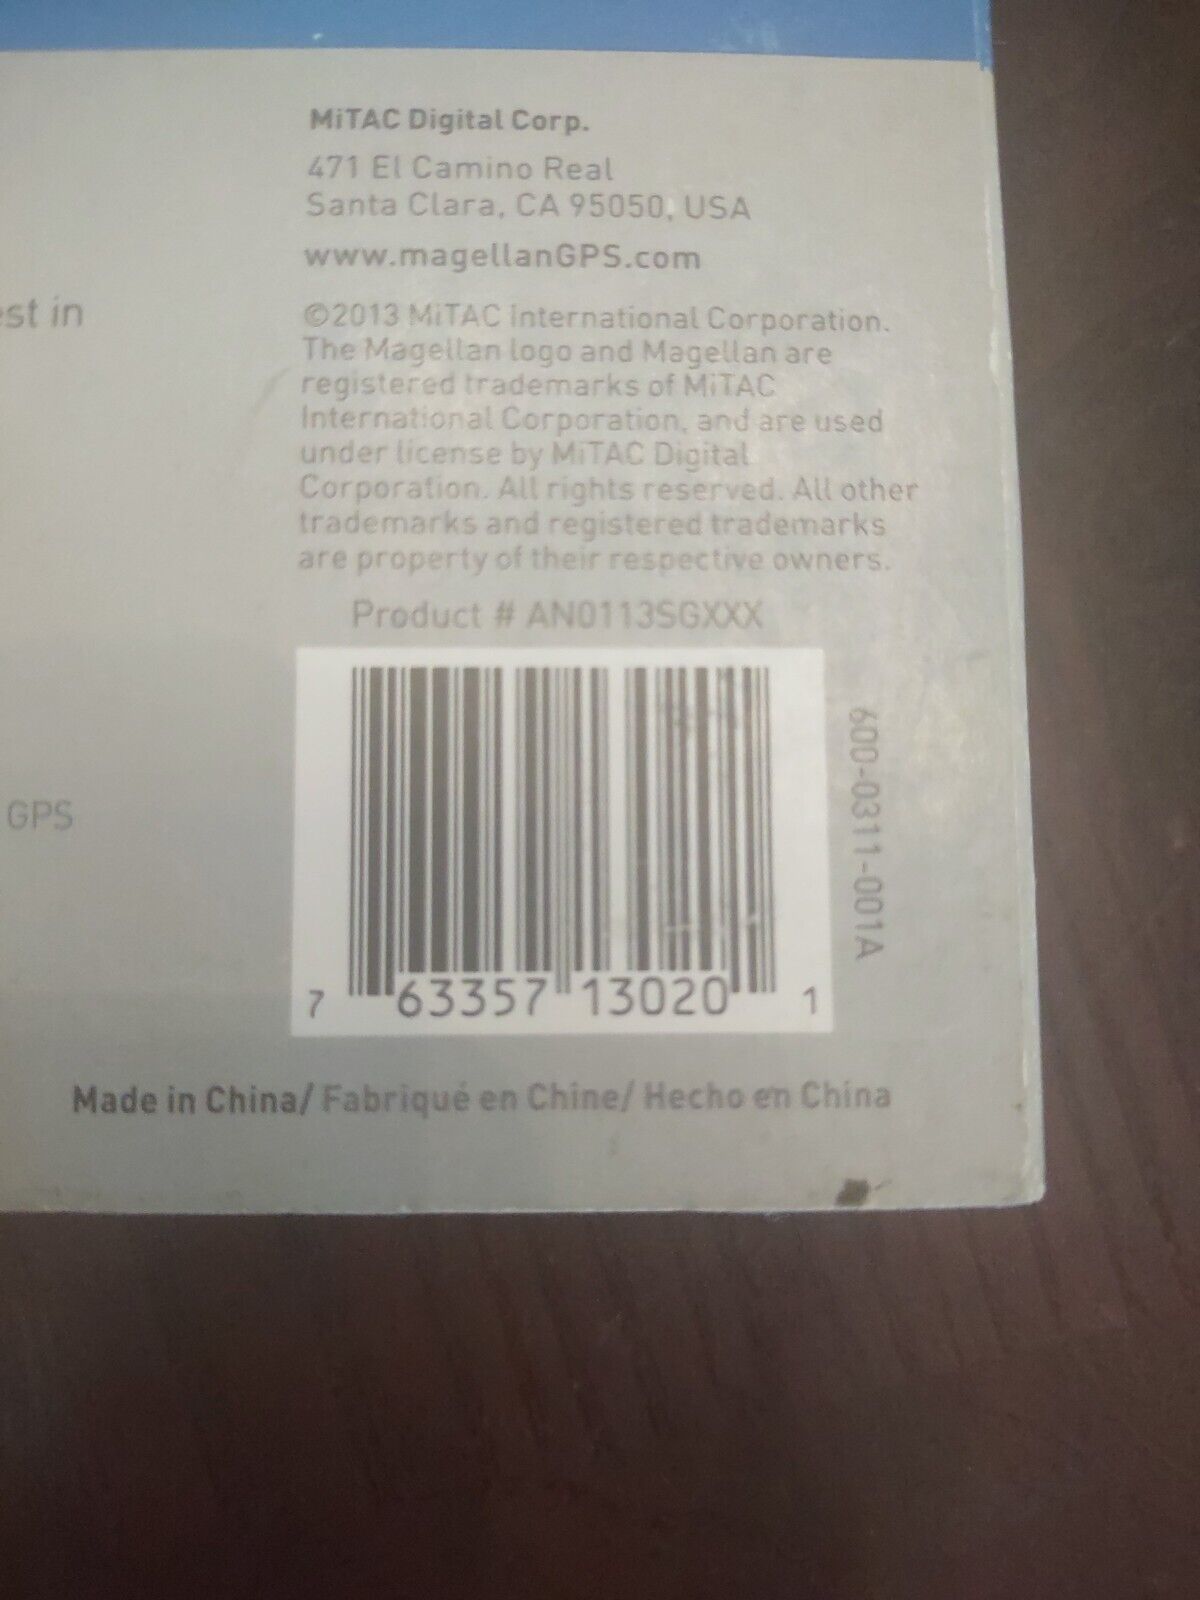 MiTAC Digital Corp.
471 El Camino Real
Santa Clara, CA 95050, USA
www.magellanGPS.com
est in
©2013 MiTAC International Corporation.
The Magellan logo and Magellan are
registered trademarks of MiTAC
International Corporation, and are used
under license by MiTAC Digital
Corporation. All rights reserved. All other
trademarks and registered trademarks
are property of their respective owners.
Product # AN0113SGXXX
600-0311-001A
GPS
7 63357 13020 1
Made in China/ Fabriqué en Chine/ Hecho en China